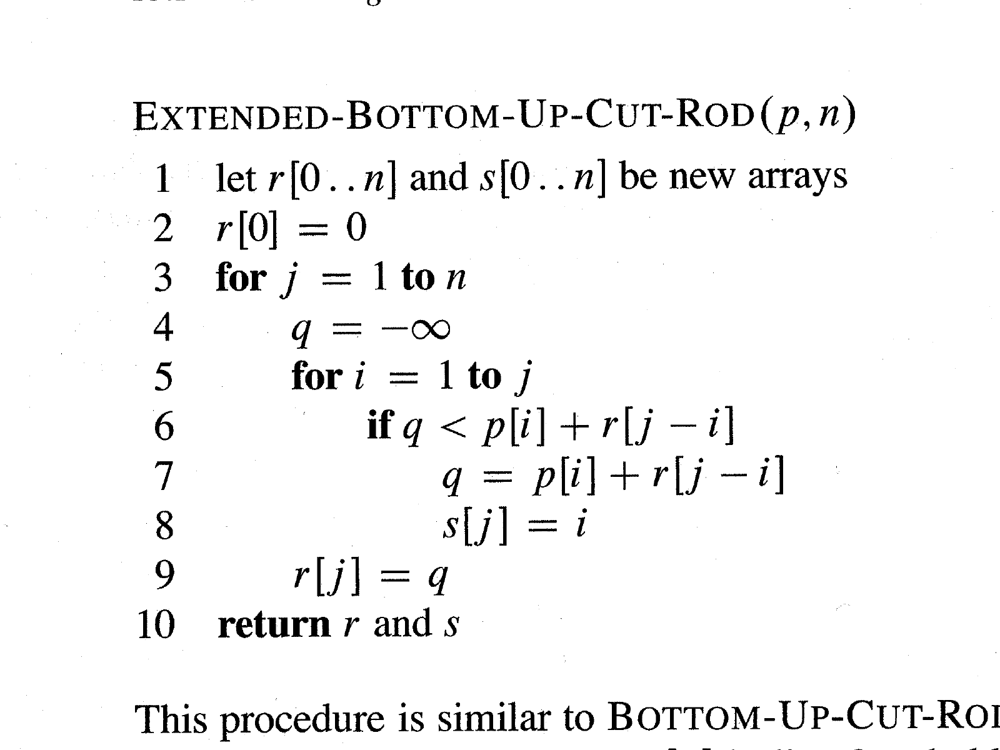 EXTENDED-BOTTOM-UP-CUT-ROD(p, n)
1 let r[0 . . n] and s[0 . . n] be new arrays
2 r[0] = 0
3 for j = 1 to n
4 q = −∞
5 for i = 1 to j
6 if q < p[i] + r[j − i]
7 q = p[i] + r[j − i]
8 s[j] = i
9 r[j] = q
10 return r and s
This procedure is similar to BOTTOM-UP-CUT-RO